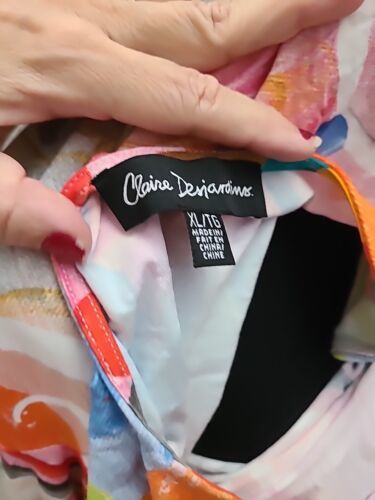 Claire Desjardins.
XL/TG
MADE IN/
FAIT EN
CHINA/
CHINE